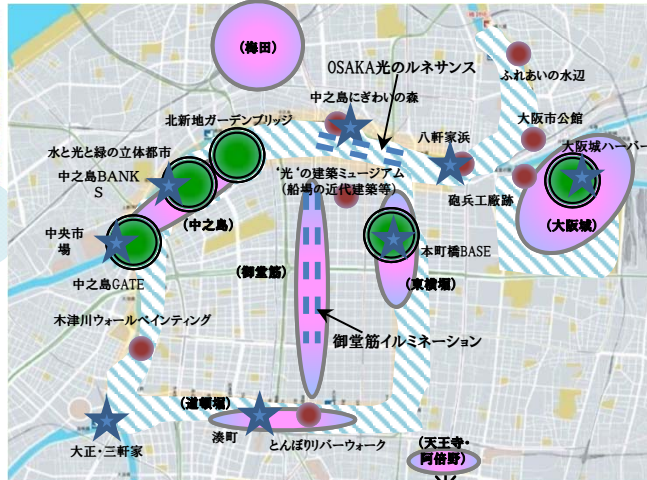 (梅田)
OSAKA光のルネサンス
ふれあいの水辺
中之島にぎわいの森
北新地ガーデンブリッジ
八軒家浜
大阪市公館
大阪城ハーバー
水と光と緑の立体都市
中之島BANK
S
'光'の建築ミュージアム
(船場の近代建築等)
砲兵工廠跡
(大阪城)
(中之島)
中央市
場
本町橋BASE
(御堂筋)
(東横堀)
中之島GATE
木津川ウォールペインティング
御堂筋イルミネーション
(道頓堀)
湊町
とんぼりリバーウォーク
大正・三軒家
(天王寺・
阿倍野)